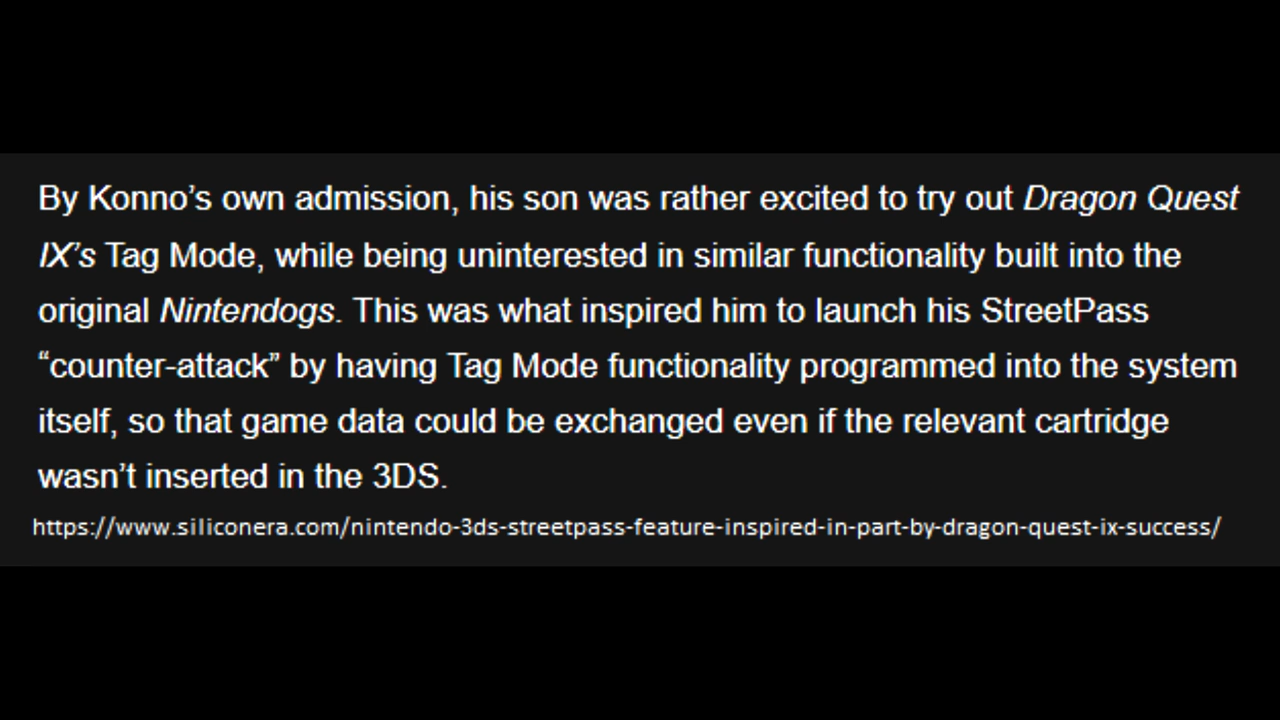 By Konno’s own admission, his son was rather excited to try out Dragon Quest
IX’s Tag Mode, while being uninterested in similar functionality built into the
original Nintendogs. This was what inspired him to launch his StreetPass
“counter-attack” by having Tag Mode functionality programmed into the system
itself, so that game data could be exchanged even if the relevant cartridge
wasn’t inserted in the 3DS.
https://www.siliconera.com/nintendo-3ds-streetpass-feature-inspired-in-part-by-dragon-quest-ix-success/